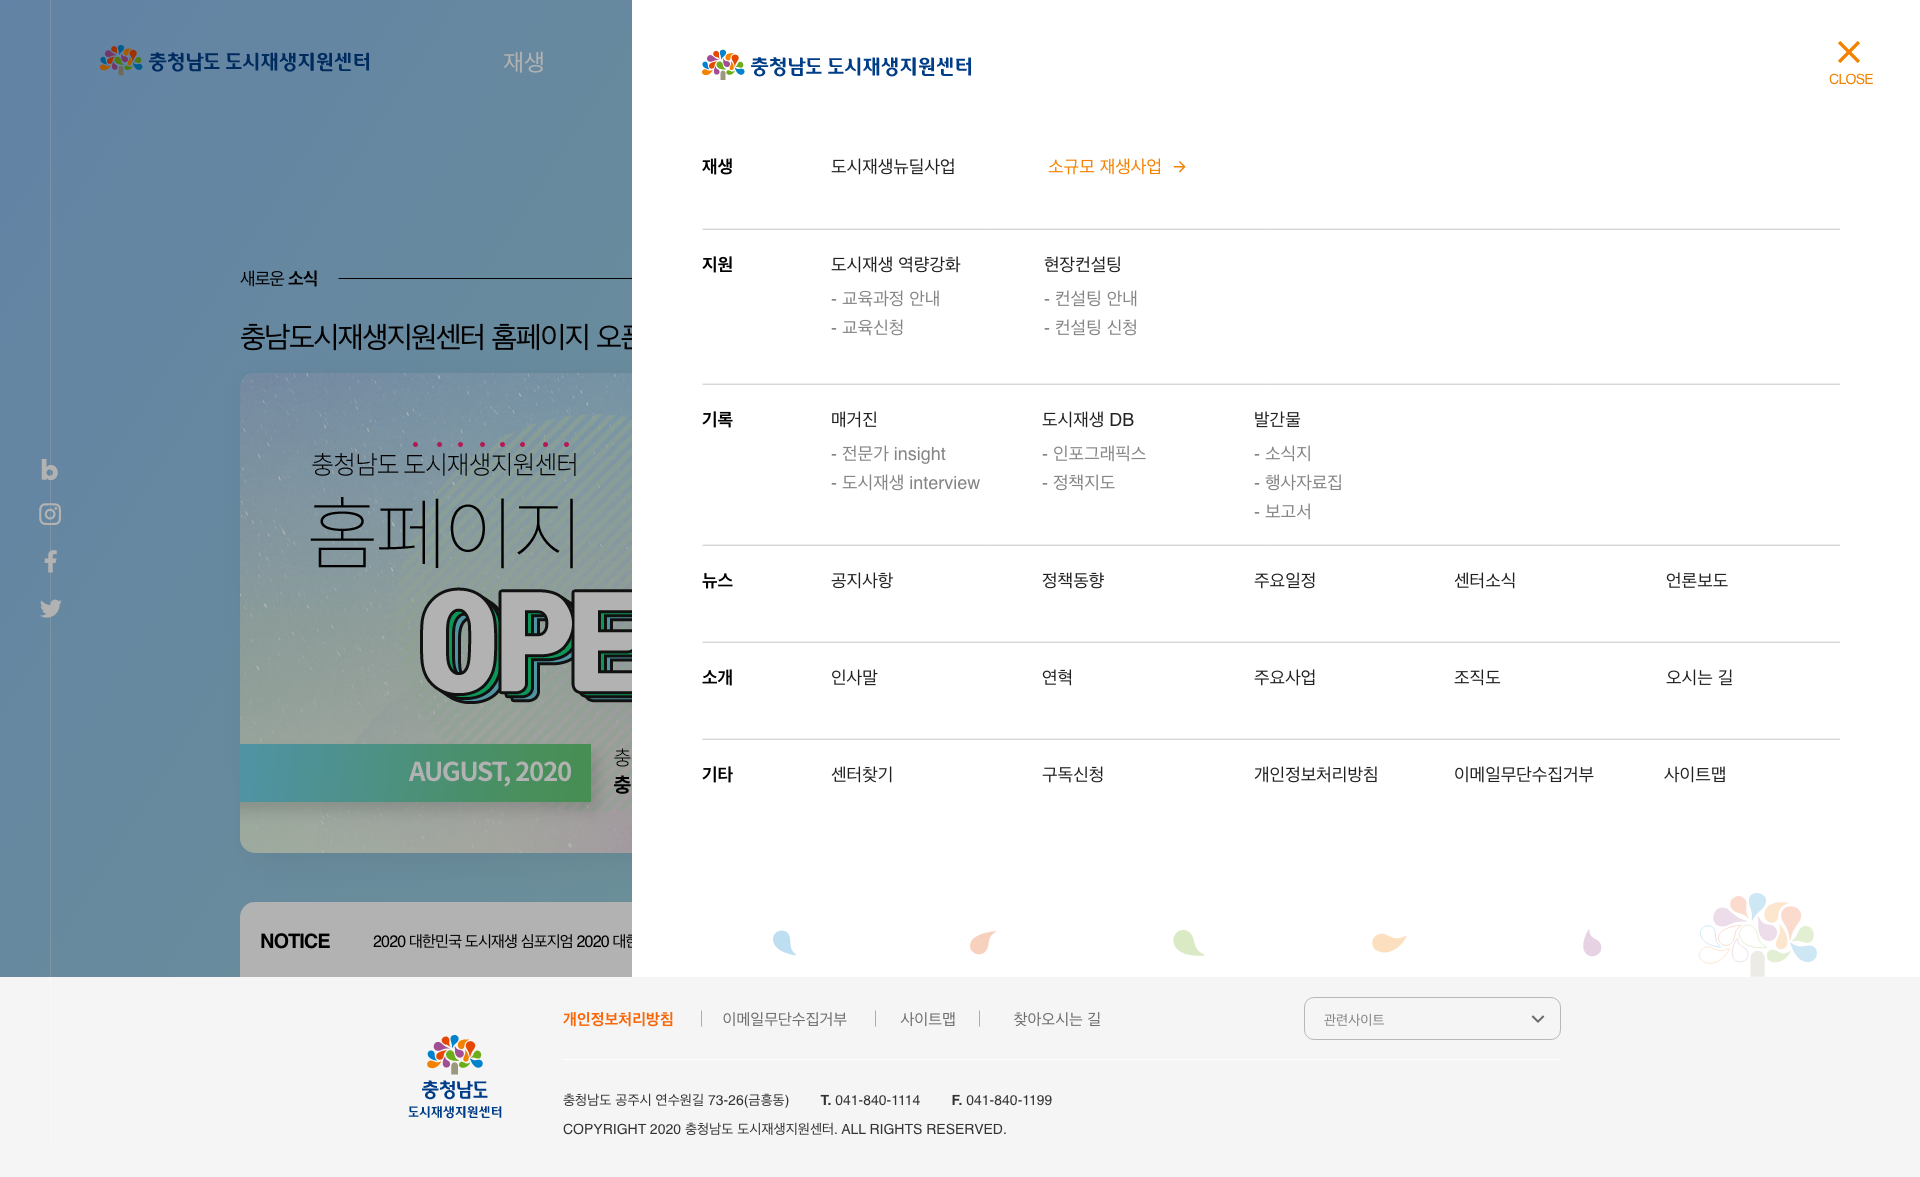 충청남도 도시재생지원센터
재생
새로운 소식
충남도시재생지원센터 홈페이지
충청남도 도시재생지원센터
홈페이지
AUGUST, 2020
충
충
NOTICE
2020 대한민국 도시재생 심포지엄 2020
충청남도 도시재생지원센터
CLOSE
재생
도시재생뉴딜사업
소규모 재생사업
지원
도시재생 역량강화
- 교육과정 안내
- 교육신청
현장컨설팅
- 컨설팅 안내
- 컨설팅 신청
기록
매거진
- 전문가 insight
- 도시재생 interview
도시재생 DB
- 인포그래픽스
- 정책지도
발간물
- 소식지
- 행사자료집
- 보고서
뉴스
공지사항
정책동향
주요일정
센터소식
언론보도
소개
인사말
연혁
주요사업
조직도
오시는 길
기타
센터찾기
구독신청
개인정보처리방침
이메일무단수집거부
사이트맵
충청남도
도시재생지원센터
개인정보처리방침
이메일무단수집거부
사이트맵
찾아오시는 길
관련사이트
충청남도 공주시 연수원길 73-26(금흥동) T. 041-840-1114 F. 041-840-1199
COPYRIGHT 2020 충청남도 도시재생지원센터. ALL RIGHTS RESERVED.